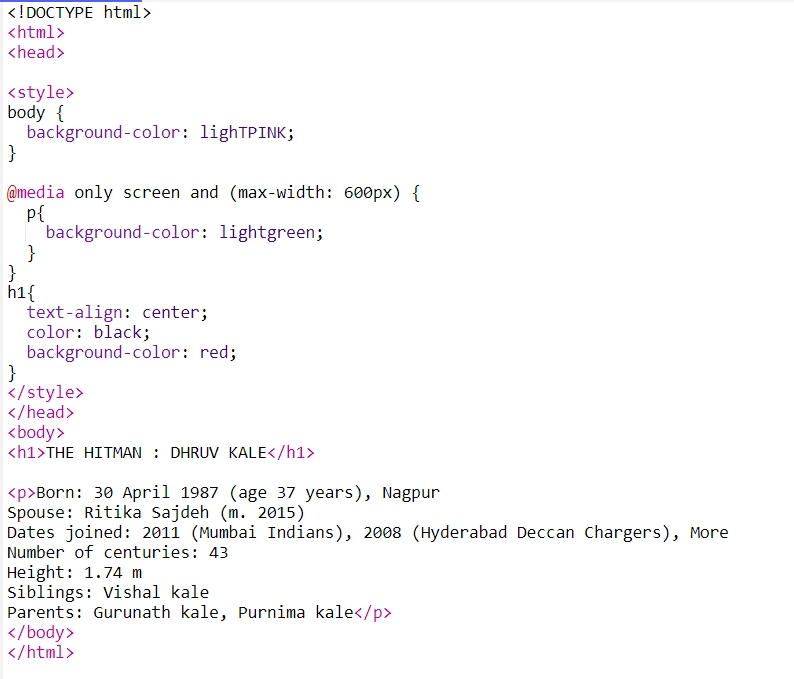 <!DOCTYPE html>
<html>
<head>
<style>
body {
background-color: lighTPINK;
}
@media only screen and (max-width: 600px) {
p{
background-color: lightgreen;
}
}
h1{
text-align: center;
color: black;
background-color: red;
}
</style>
</head>
<body>
<h1>THE HITMAN : DHRUV KALE</h1>
<p>Born: 30 April 1987 (age 37 years), Nagpur
Spouse: Ritika Sajdeh (m. 2015)
Dates joined: 2011 (Mumbai Indians), 2008 (Hyderabad Deccan Chargers), More
Number of centuries: 43
Height: 1.74 m
Siblings: Vishal kale
Parents: Gurunath kale, Purnima kale</p>
</body>
</html>